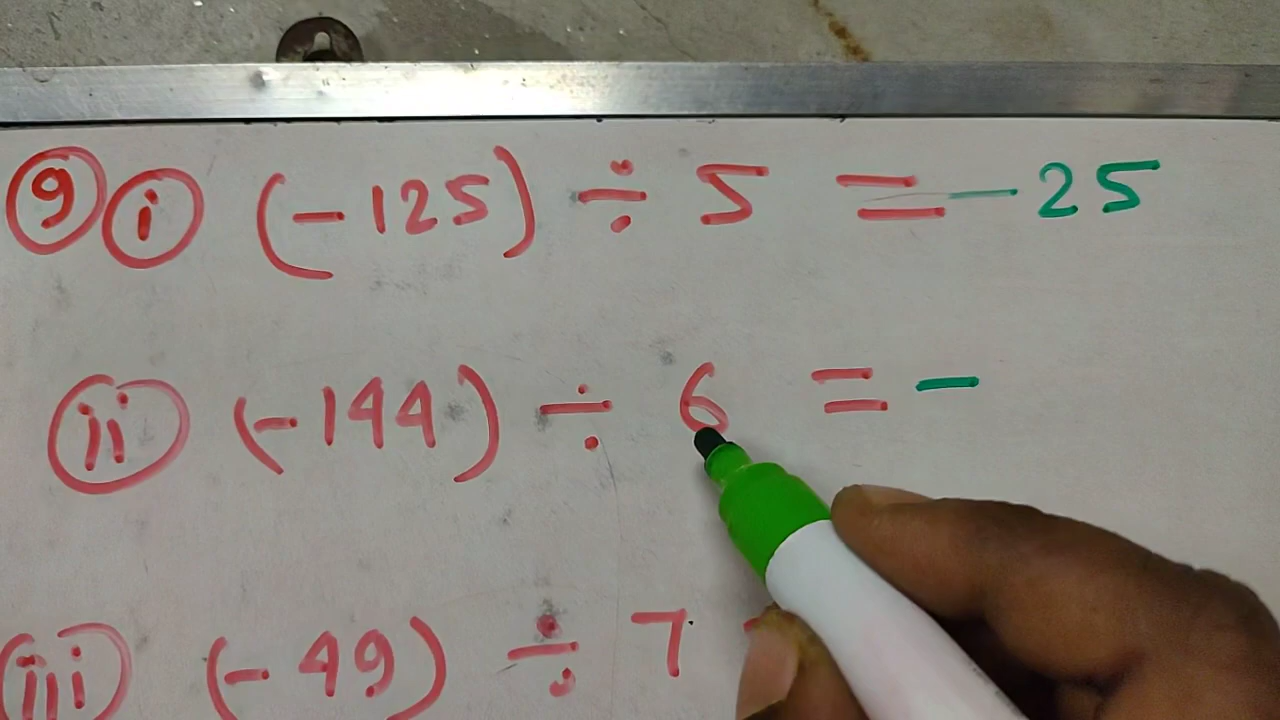 9 i (-125) ÷ 5 = -25
ii (-144) ÷ 6 = -
iii (-49) ÷ 7